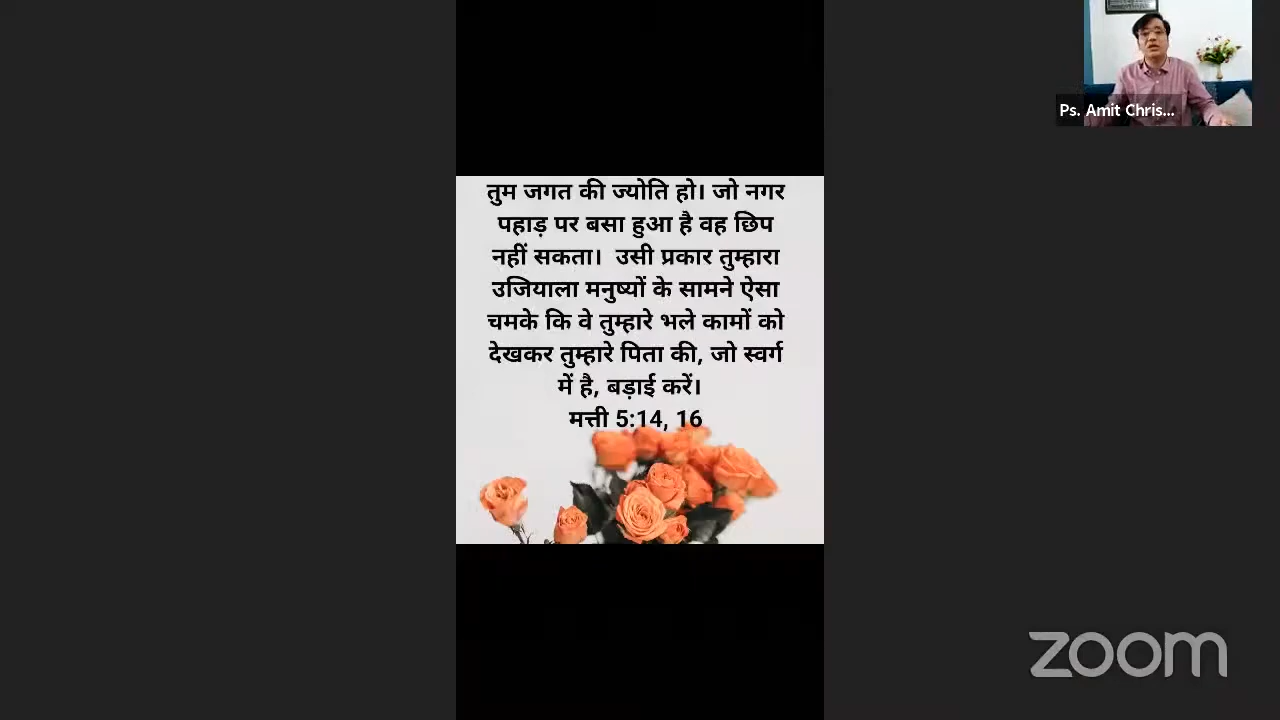 तुम जगत की ज्योति हो। जो नगर
पहाड़ पर बसा हुआ है वह छिप
नहीं सकता।  उसी प्रकार तुम्हारा
उजियाला मनुष्यों के सामने ऐसा
चमके कि वे तुम्हारे भले कामों को
देखकर तुम्हारे पिता की, जो स्वर्ग
में है, बड़ाई करें।
मत्ती 5:14, 16
Ps. Amit Chris...
zoom